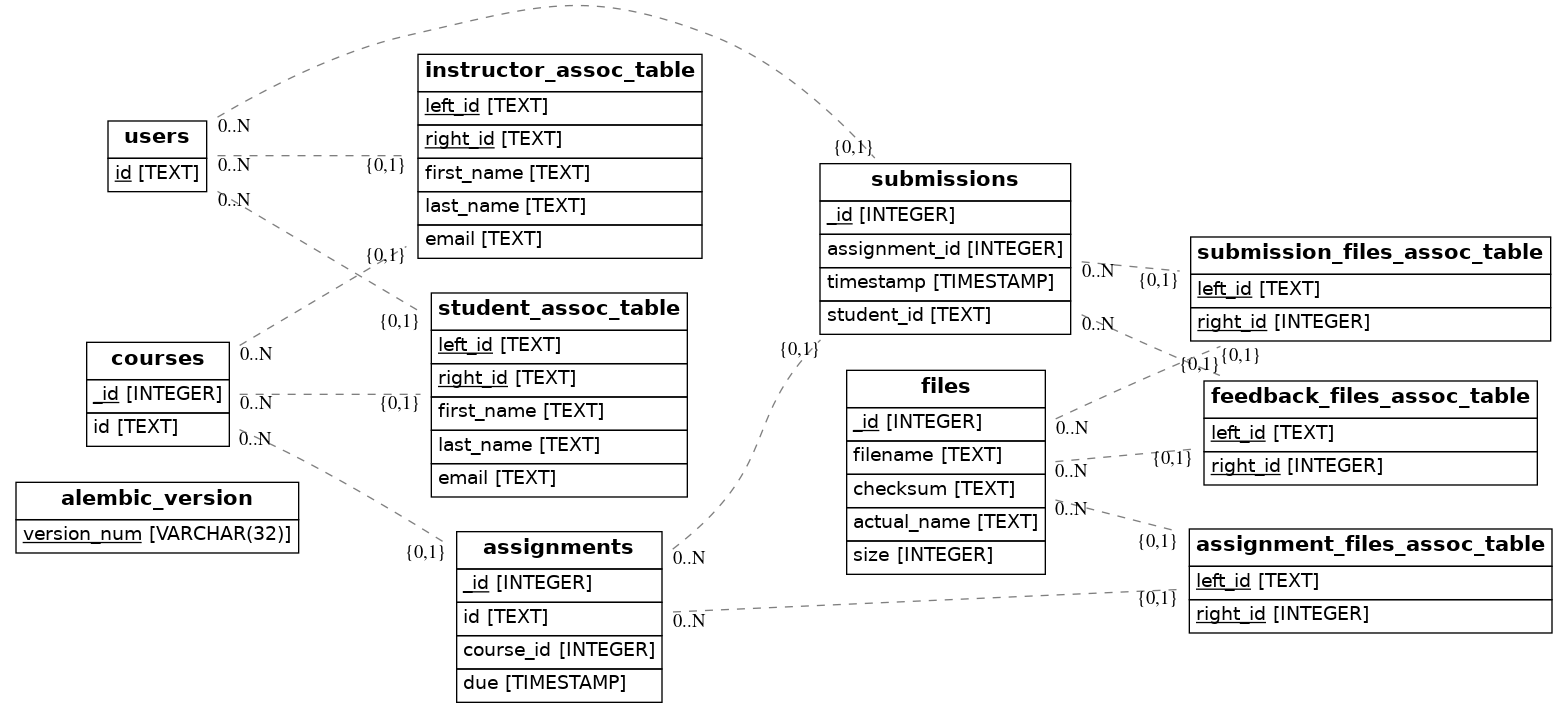 users
id [TEXT]
0..N
0..N
0..N
instructor_assoc_table
left_id [TEXT]
right_id [TEXT]
first_name [TEXT]
last_name [TEXT]
email [TEXT]
{0,1}
{0,1}
courses
_id [INTEGER]
id [TEXT]
0..N
0..N
0..N
student_assoc_table
left_id [TEXT]
right_id [TEXT]
first_name [TEXT]
last_name [TEXT]
email [TEXT]
{0,1}
{0,1}
alembic_version
version_num [VARCHAR(32)]
assignments
_id [INTEGER]
id [TEXT]
course_id [INTEGER]
due [TIMESTAMP]
{0,1}
0..N
0..N
submissions
_id [INTEGER]
assignment_id [INTEGER]
timestamp [TIMESTAMP]
student_id [TEXT]
{0,1}
{0,1}
0..N
0..N
files
_id [INTEGER]
filename [TEXT]
checksum [TEXT]
actual_name [TEXT]
size [INTEGER]
0..N
0..N
0..N
submission_files_assoc_table
left_id [TEXT]
right_id [INTEGER]
{0,1}
{0,1}
feedback_files_assoc_table
left_id [TEXT]
right_id [INTEGER]
{0,1}
{0,1}
assignment_files_assoc_table
left_id [TEXT]
right_id [INTEGER]
{0,1}
{0,1}